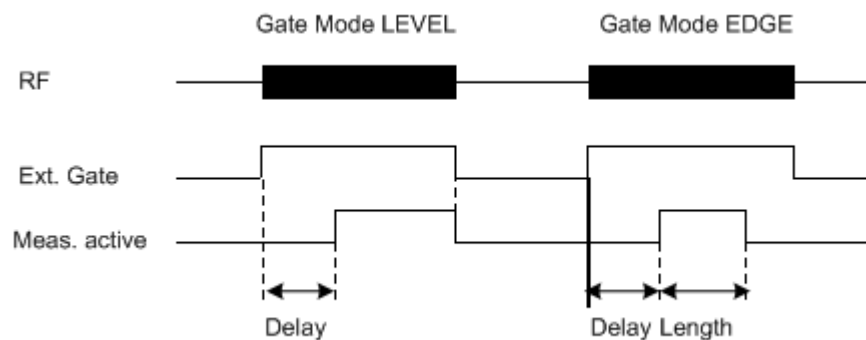 Gate Mode LEVEL Gate Mode EDGE
RF
Ext. Gate
Meas. active
Delay Delay Length